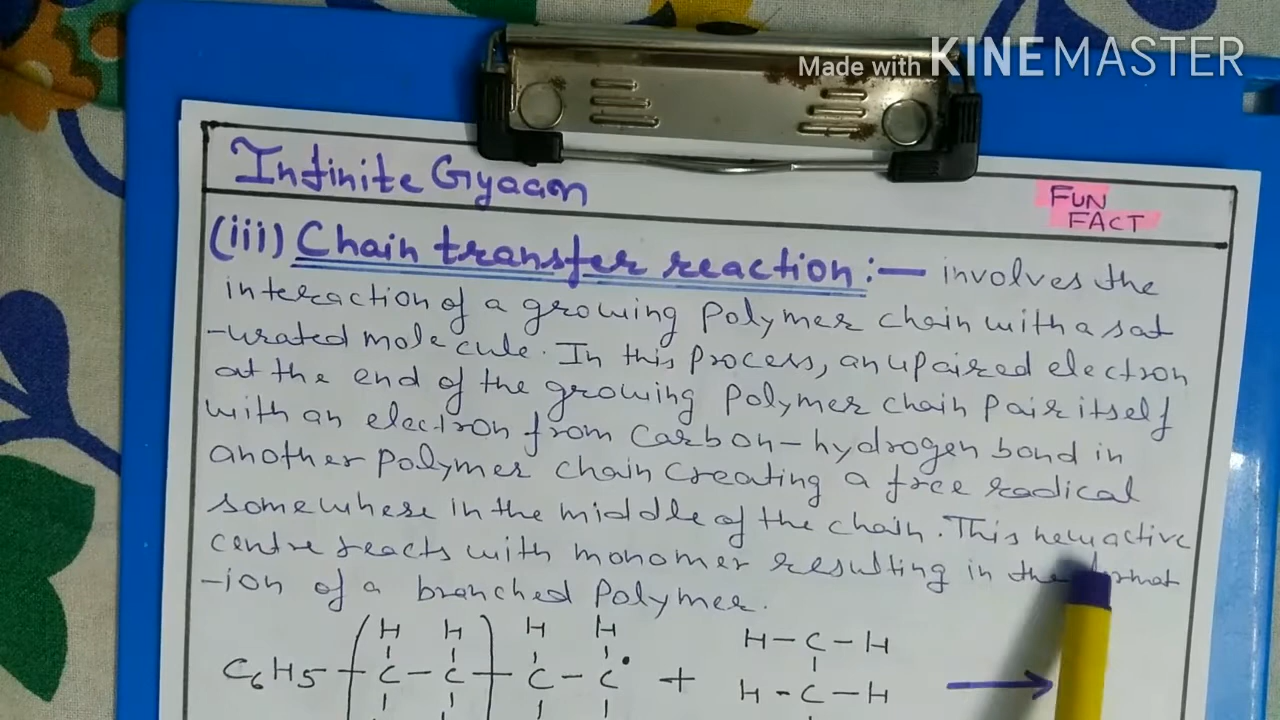 Made with KINEMASTER
Infinite Gyaan
FUN
FACT
(iii) Chain transfer reaction :— involves the
interaction of a growing polymer chain with a sat
-urated molecule. In this process, an upaired electron
at the end of the growing polymer chain pair itself
with an electron from carbon-hydrogen bond in
another polymer chain creating a free radical
somewhere in the middle of the chain. This new active
centre reacts with monomer resulting in the format
-ion of a branched polymer.
H H H H H-C-H
C6H5-(C-C)-C-C• + H-C-H →